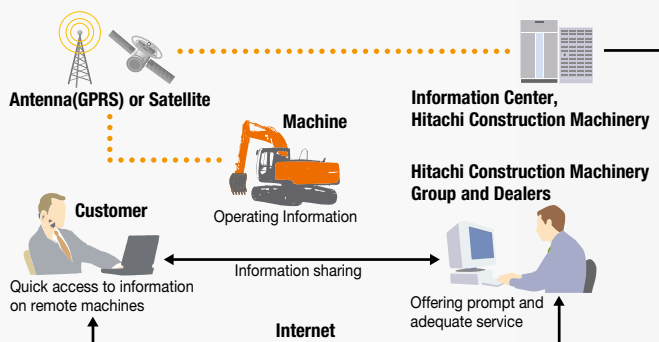 Antenna(GPRS) or Satellite
Information Center,
Hitachi Construction Machinery
Machine
Operating Information
Hitachi Construction Machinery
Group and Dealers
Customer
Information sharing
Quick access to information
on remote machines
Offering prompt and
adequate service
Internet